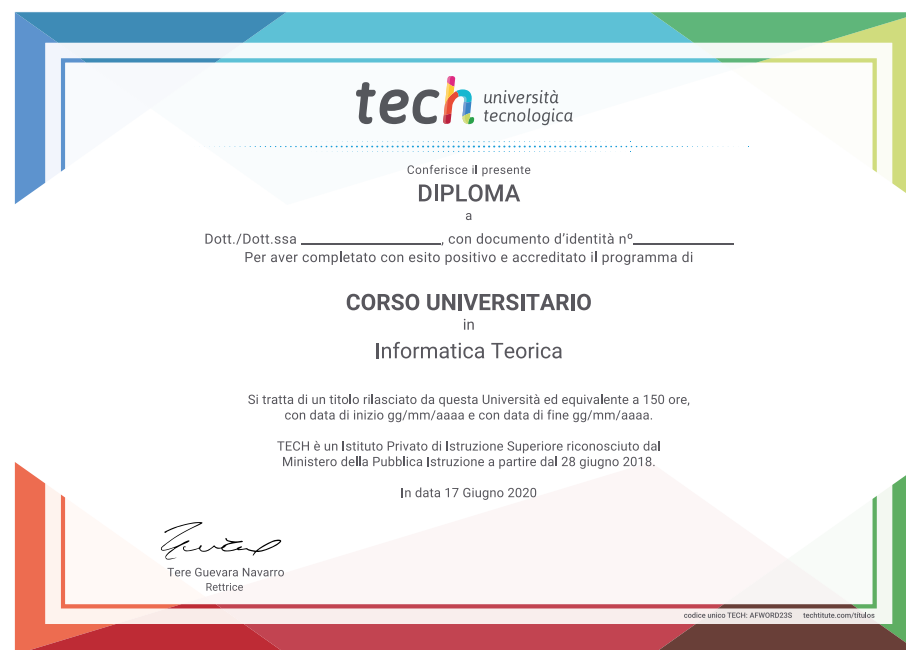 tech università
tecnologica
Conferisce il presente
DIPLOMA
a
Dott./Dott.ssa ____________________, con documento d'identità nº______________
Per aver completato con esito positivo e accreditato il programma di
CORSO UNIVERSITARIO
in
Informatica Teorica
Si tratta di un titolo rilasciato da questa Università ed equivalente a 150 ore,
con data di inizio gg/mm/aaaa e con data di fine gg/mm/aaaa.
TECH è un Istituto Privato di Istruzione Superiore riconosciuto dal
Ministero della Pubblica Istruzione a partire dal 28 giugno 2018.
In data 17 Giugno 2020
Tere Guevara Navarro
Rettrice
codice unico TECH: AFWORD23S techtitute.com/titulos